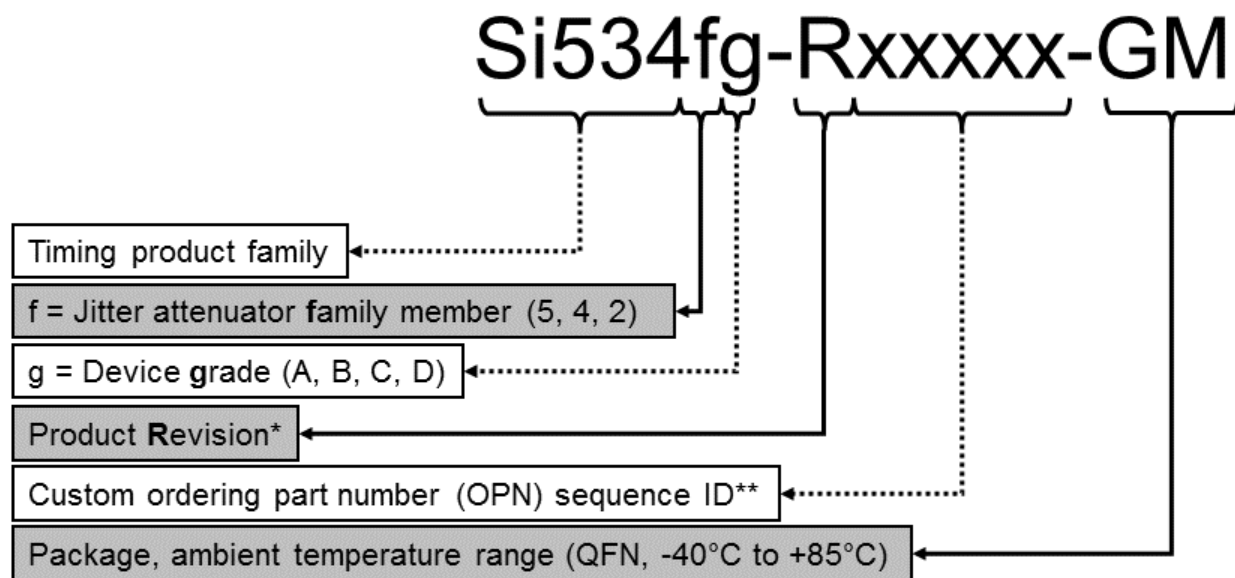 Si534fg-Rxxxxx-GM
Timing product family
f = Jitter attenuator family member (5, 4, 2)
g = Device grade (A, B, C, D)
Product Revision*
Custom ordering part number (OPN) sequence ID**
Package, ambient temperature range (QFN, -40°C to +85°C)